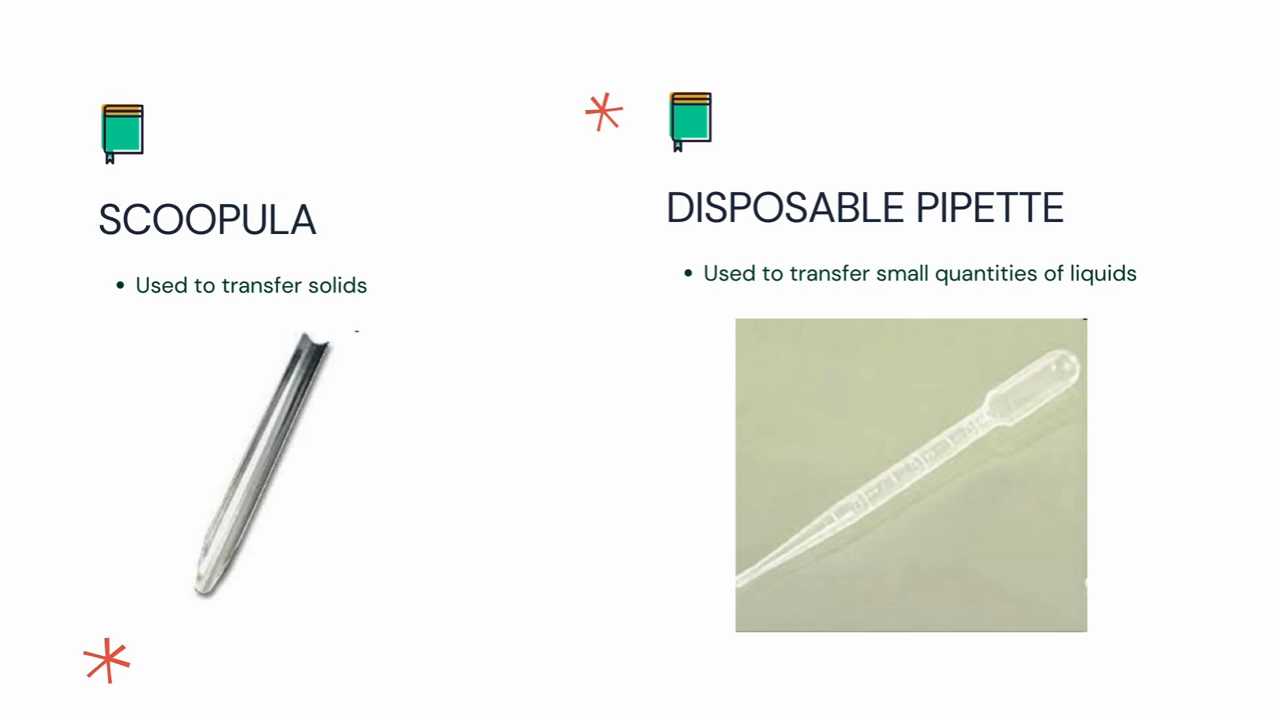 SCOOPULA
• Used to transfer solids
DISPOSABLE PIPETTE
• Used to transfer small quantities of liquids